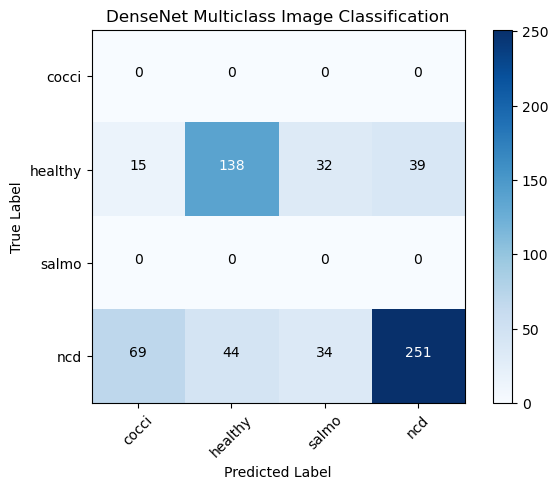 DenseNet Multiclass Image Classification
True Label
cocci
healthy
salmo
ncd
0 0 0 0
15 138 32 39
0 0 0 0
69 44 34 251
cocci healthy salmo ncd
Predicted Label
250
200
150
100
50
0